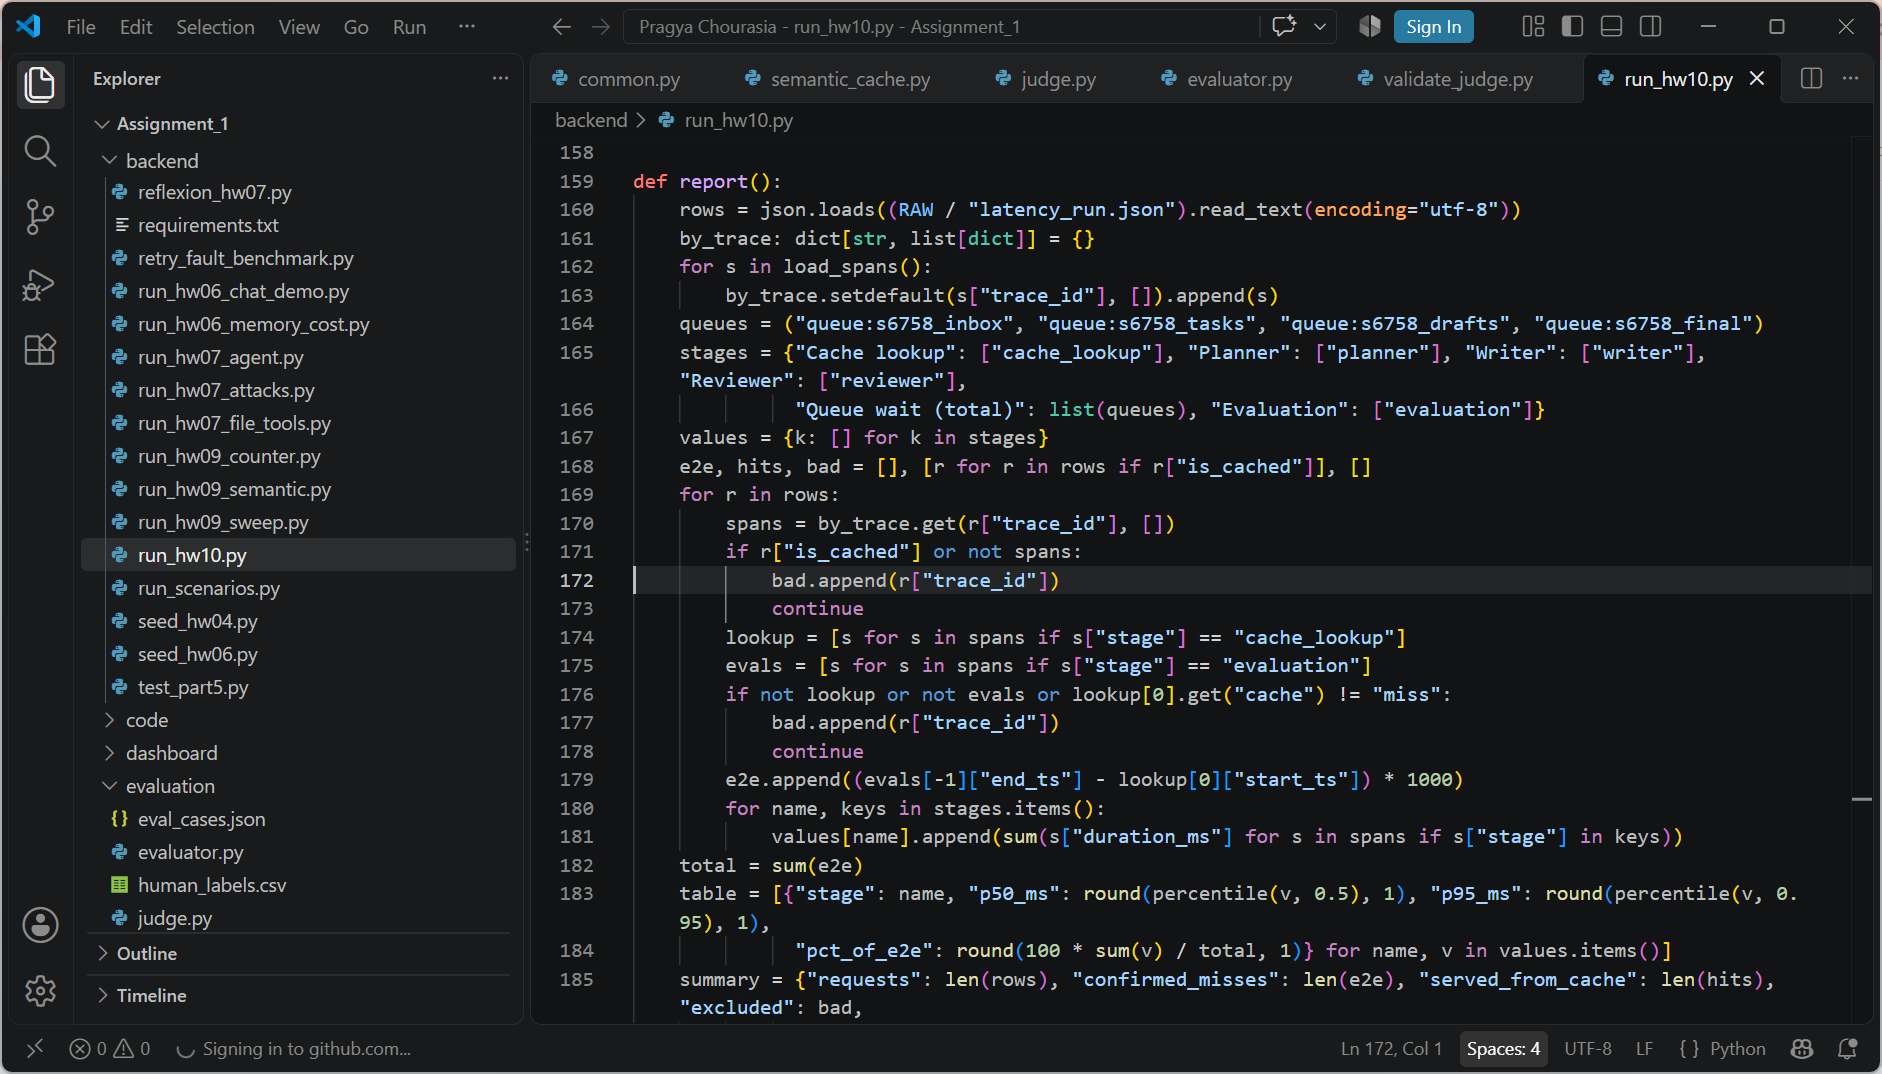 File Edit Selection View Go Run ···
Pragya Chourasia - run_hw10.py - Assignment_1
Sign In
Explorer
Assignment_1
backend
reflexion_hw07.py
requirements.txt
retry_fault_benchmark.py
run_hw06_chat_demo.py
run_hw06_memory_cost.py
run_hw07_agent.py
run_hw07_attacks.py
run_hw07_file_tools.py
run_hw09_counter.py
run_hw09_semantic.py
run_hw09_sweep.py
run_hw10.py
run_scenarios.py
seed_hw04.py
seed_hw06.py
test_part5.py
code
dashboard
evaluation
{} eval_cases.json
evaluator.py
human_labels.csv
judge.py
Outline
Timeline
common.py semantic_cache.py judge.py evaluator.py validate_judge.py run_hw10.py
backend > run_hw10.py
158
159 def report():
160     rows = json.loads((RAW / "latency_run.json").read_text(encoding="utf-8"))
161     by_trace: dict[str, list[dict]] = {}
162     for s in load_spans():
163         by_trace.setdefault(s["trace_id"], []).append(s)
164     queues = ("queue:s6758_inbox", "queue:s6758_tasks", "queue:s6758_drafts", "queue:s6758_final")
165     stages = {"Cache lookup": ["cache_lookup"], "Planner": ["planner"], "Writer": ["writer"],
    "Reviewer": ["reviewer"],
166               "Queue wait (total)": list(queues), "Evaluation": ["evaluation"]}
167     values = {k: [] for k in stages}
168     e2e, hits, bad = [], [r for r in rows if r["is_cached"]], []
169     for r in rows:
170         spans = by_trace.get(r["trace_id"], [])
171         if r["is_cached"] or not spans:
172             bad.append(r["trace_id"])
173             continue
174         lookup = [s for s in spans if s["stage"] == "cache_lookup"]
175         evals = [s for s in spans if s["stage"] == "evaluation"]
176         if not lookup or not evals or lookup[0].get("cache") != "miss":
177             bad.append(r["trace_id"])
178             continue
179         e2e.append((evals[-1]["end_ts"] - lookup[0]["start_ts"]) * 1000)
180         for name, keys in stages.items():
181             values[name].append(sum(s["duration_ms"] for s in spans if s["stage"] in keys))
182     total = sum(e2e)
183     table = [{"stage": name, "p50_ms": round(percentile(v, 0.5), 1), "p95_ms": round(percentile(v, 0.
    95), 1),
184               "pct_of_e2e": round(100 * sum(v) / total, 1)} for name, v in values.items()]
185     summary = {"requests": len(rows), "confirmed_misses": len(e2e), "served_from_cache": len(hits),
    "excluded": bad,
0 0 Signing in to github.com...
Ln 172, Col 1 Spaces: 4 UTF-8 LF {} Python